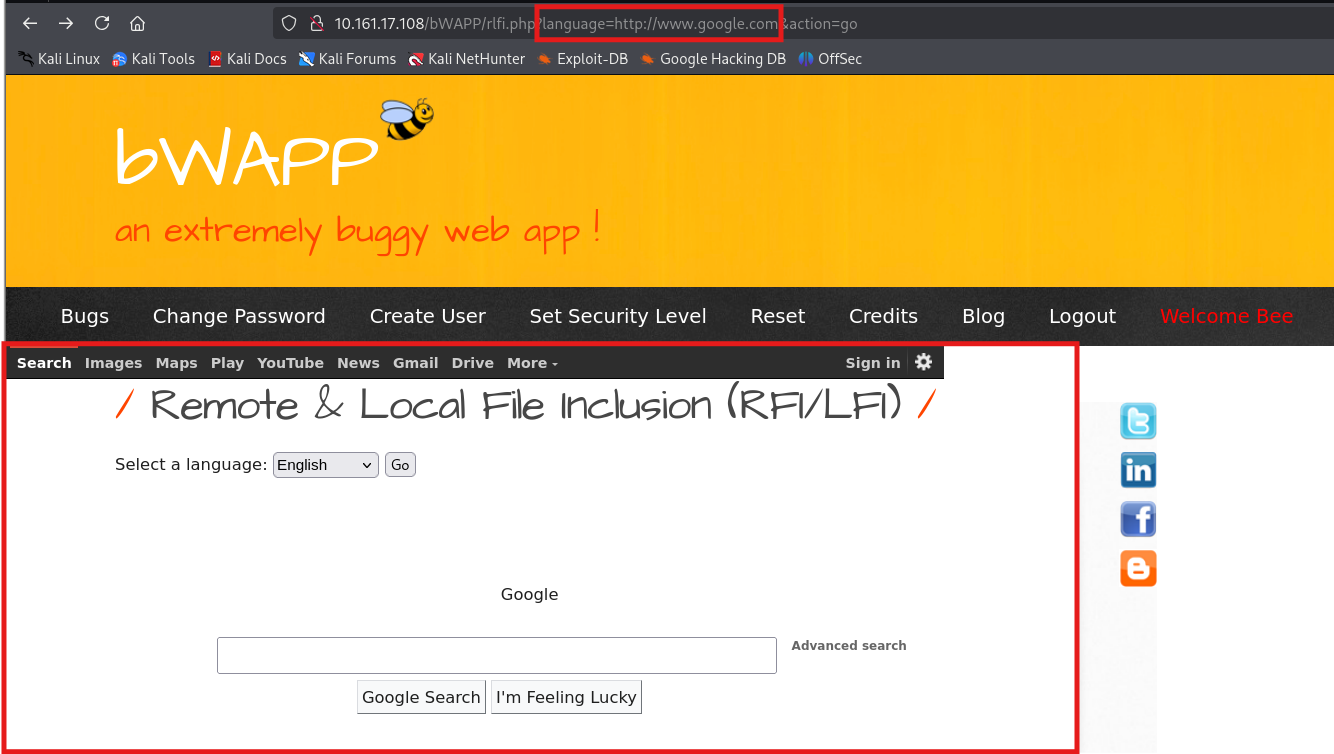 10.161.17.108/bWAPP/rlfi.php?language=http://www.google.com&action=go
Kali Linux Kali Tools Kali Docs Kali Forums Kali NetHunter Exploit-DB Google Hacking DB OffSec
bWAPP
an extremely buggy web app !
Bugs Change Password Create User Set Security Level Reset Credits Blog Logout Welcome Bee
Search Images Maps Play YouTube News Gmail Drive More Sign in
/ Remote & Local File Inclusion (RFI/LFI) /
Select a language: English Go
Google
Advanced search
Google Search I'm Feeling Lucky